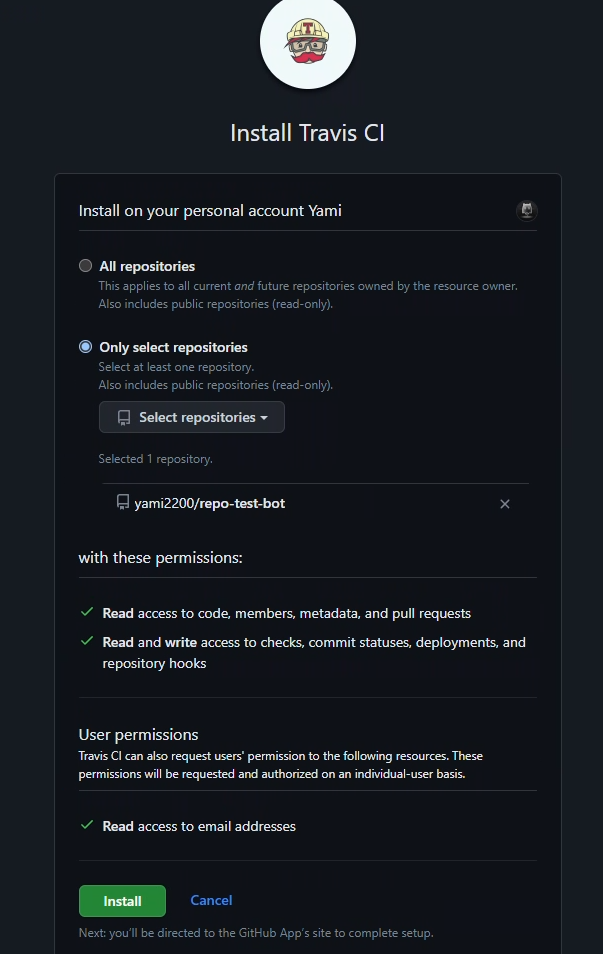 T
Install Travis CI
Install on your personal account Yami
All repositories
This applies to all current and future repositories owned by the resource owner.
Also includes public repositories (read-only).
Only select repositories
Select at least one repository.
Also includes public repositories (read-only).
Select repositories
Selected 1 repository.
yami2200/repo-test-bot
with these permissions:
Read access to code, members, metadata, and pull requests
Read and write access to checks, commit statuses, deployments, and
repository hooks
User permissions
Travis CI can also request users' permission to the following resources. These
permissions will be requested and authorized on an individual-user basis.
Read access to email addresses
Install Cancel
Next: you'll be directed to the GitHub App's site to complete setup.